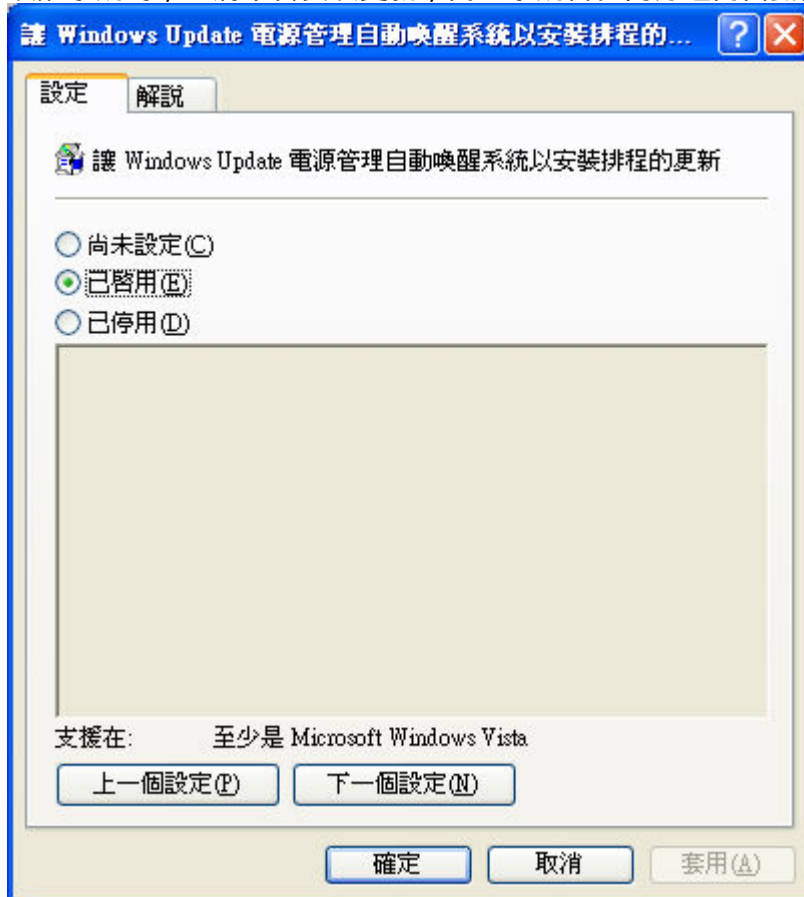 讓 Windows Update 電源管理自動喚醒系統以安裝排程的...
設定 解說
讓 Windows Update 電源管理自動喚醒系統以安裝排程的更新
尚未設定(C)
已啓用(E)
已停用(D)
支援在: 至少是 Microsoft Windows Vista
上一個設定(P) 下一個設定(N)
確定 取消 套用(A)